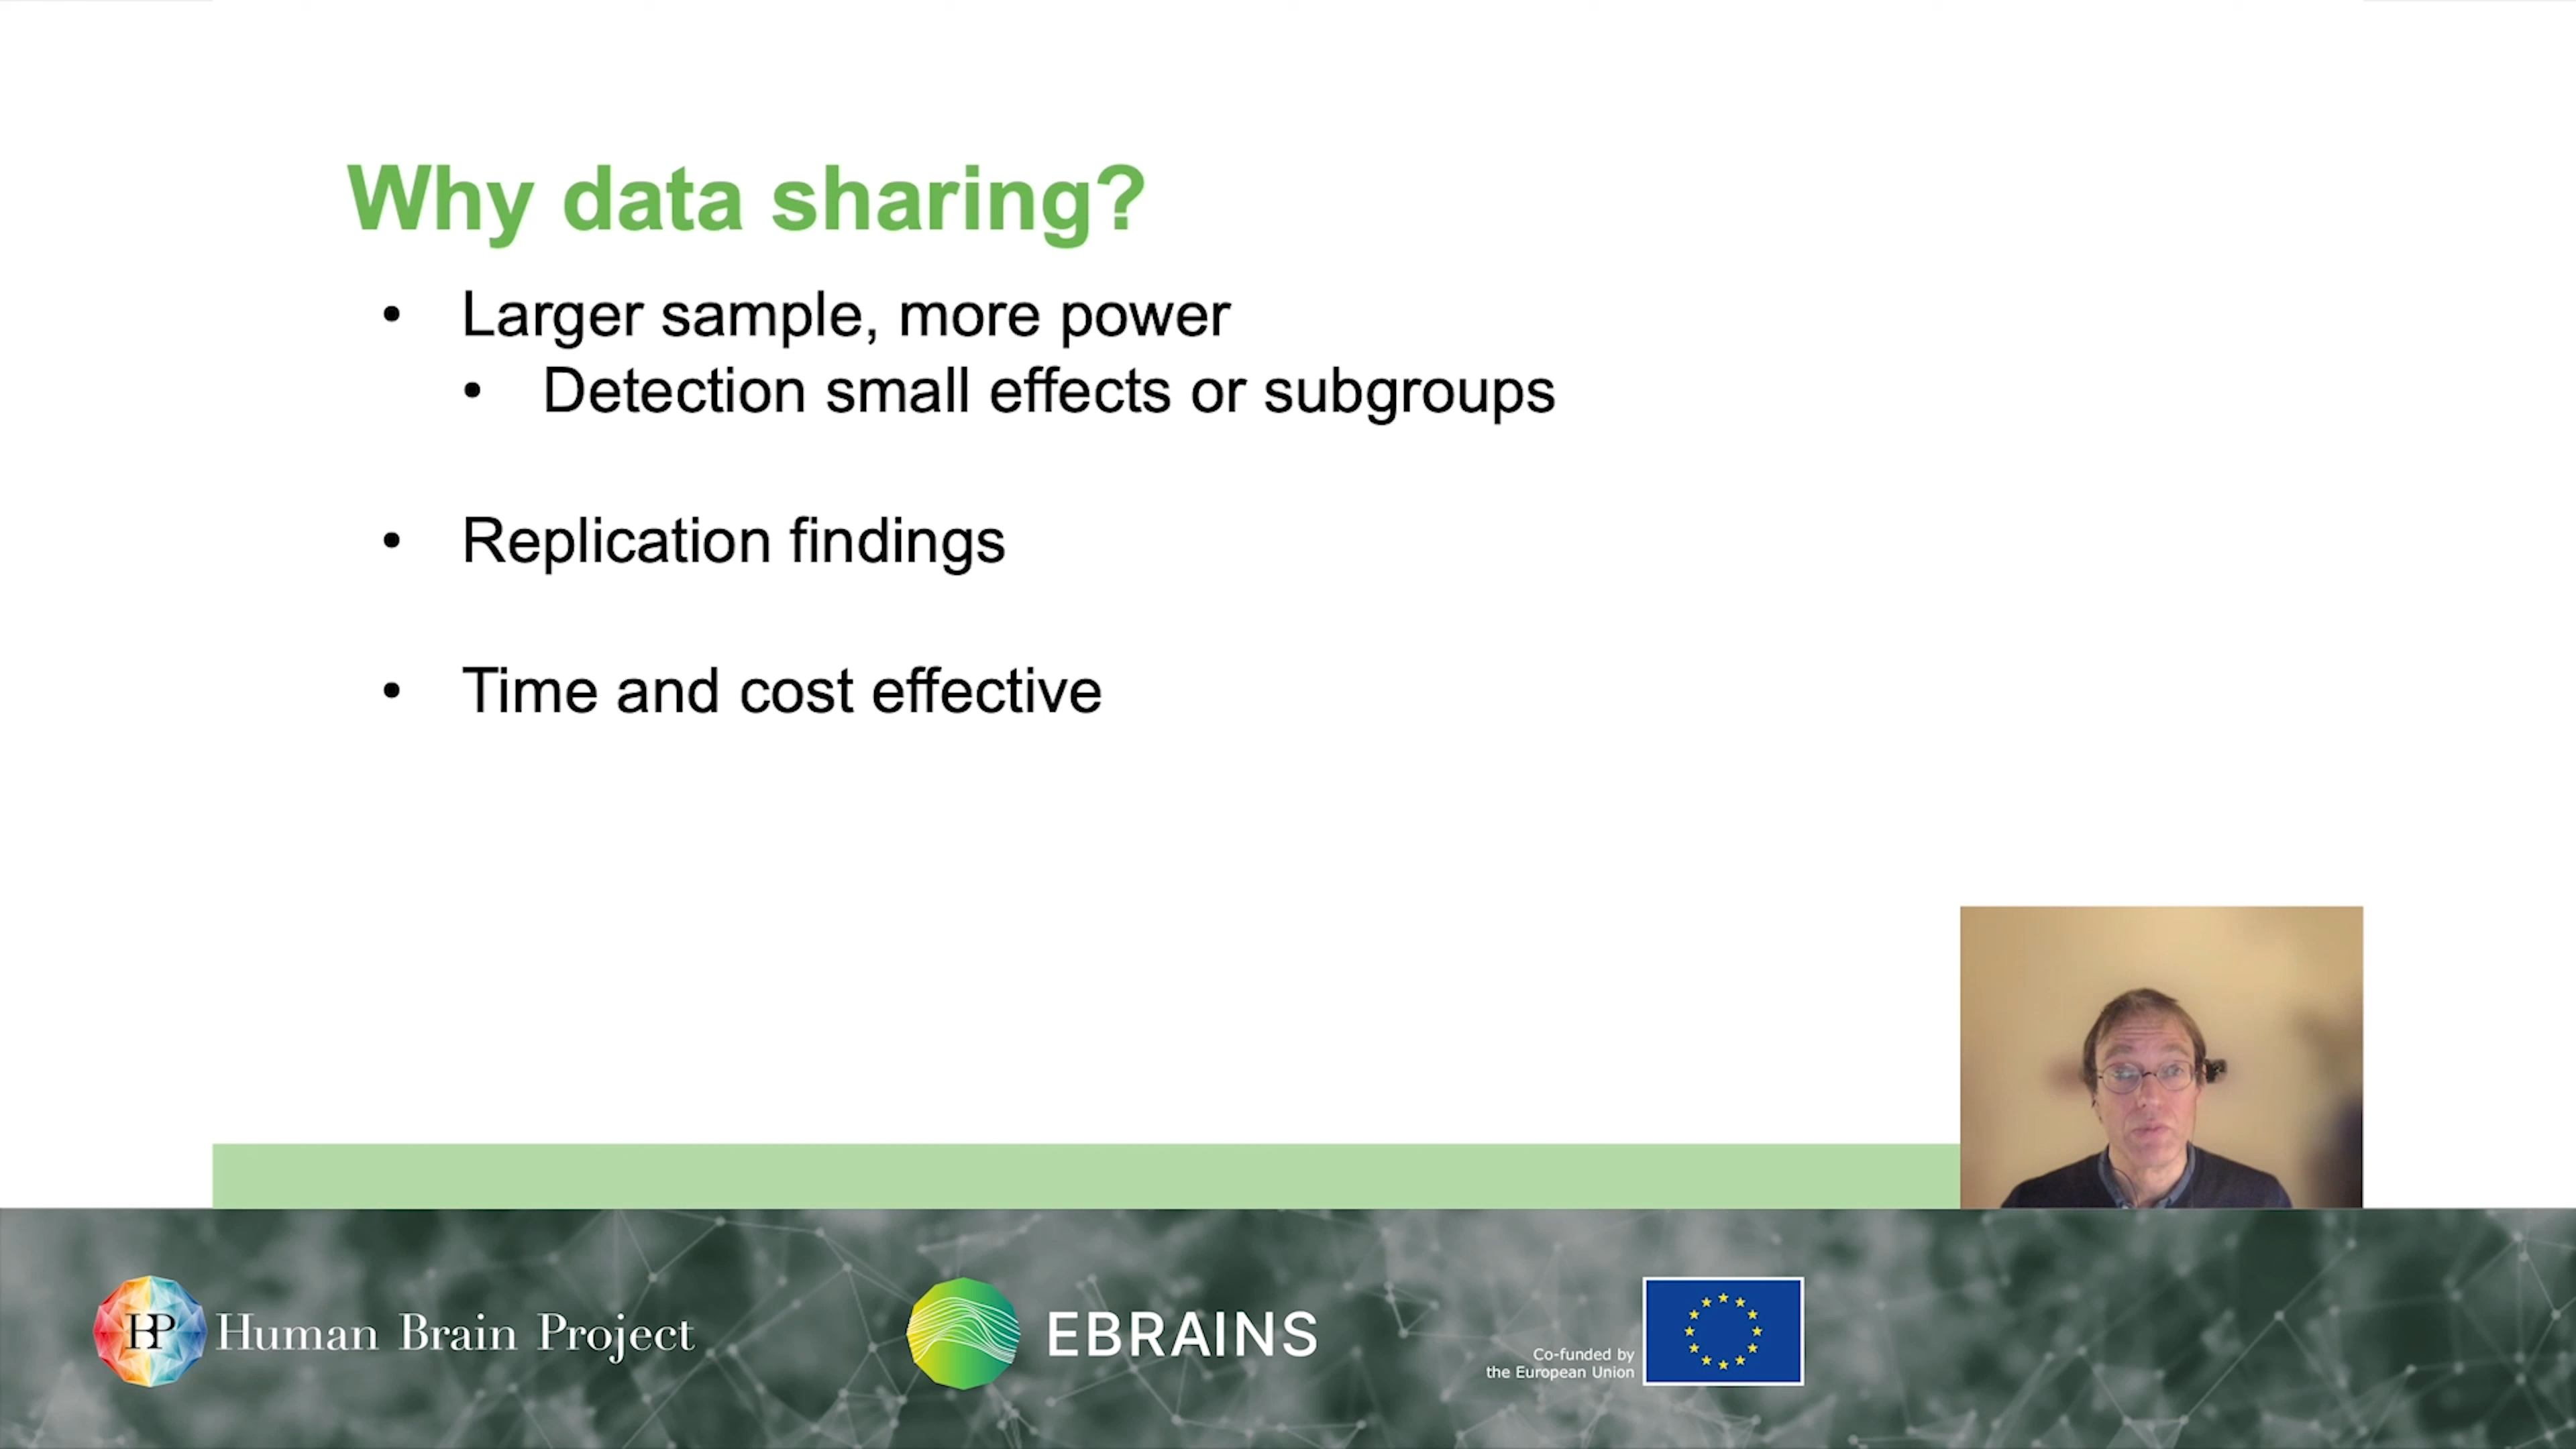 Why data sharing?
• Larger sample, more power
• Detection small effects or subgroups
• Replication findings
• Time and cost effective
HBP Human Brain Project
EBRAINS
Co-funded by
the European Union